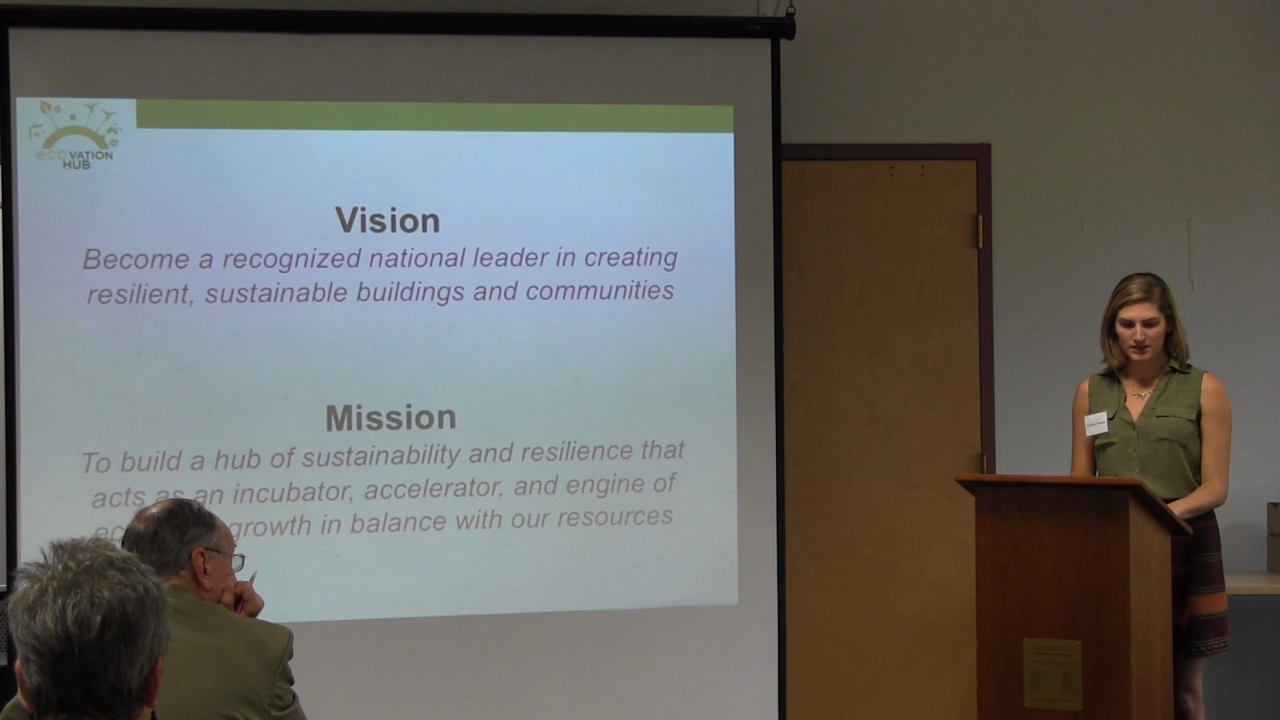 ecovation
HUB
Vision
Become a recognized national leader in creating
resilient, sustainable buildings and communities
Mission
To build a hub of sustainability and resilience that
acts as an incubator, accelerator, and engine of
growth in balance with our resources